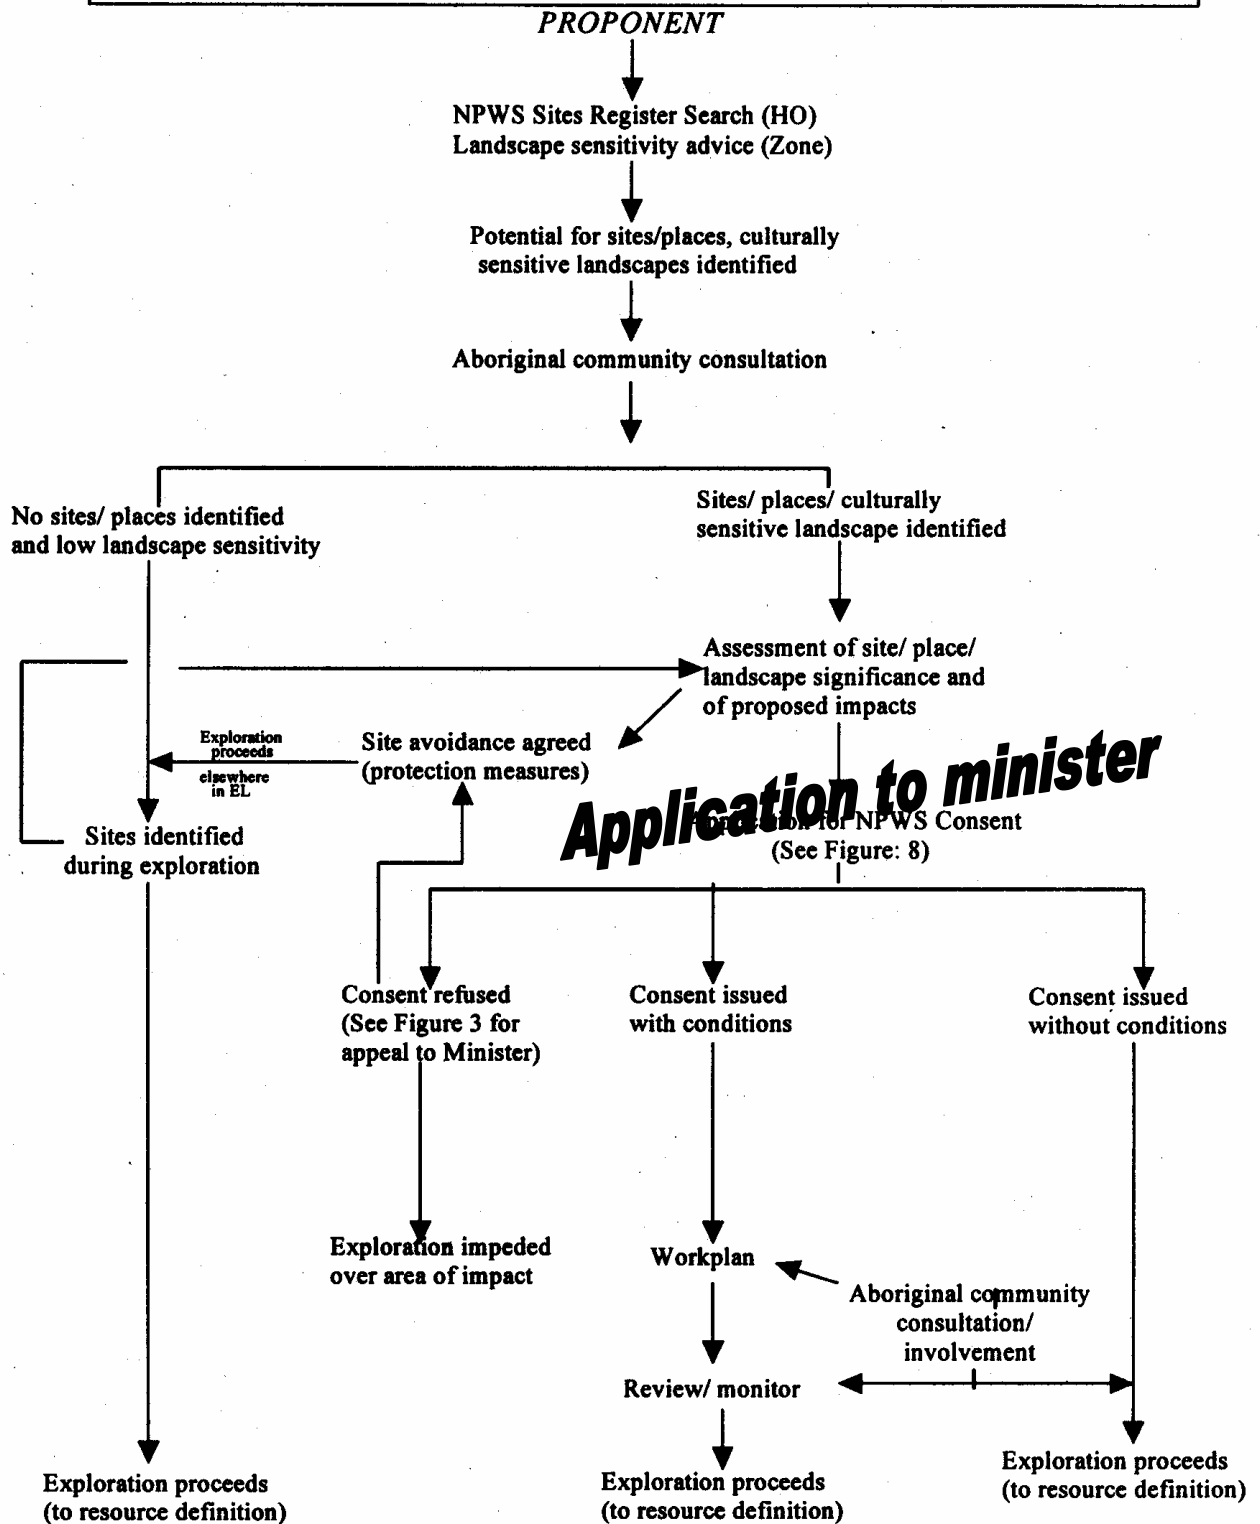 PROPONENT
NPWS Sites Register Search (HO)
Landscape sensitivity advice (Zone)
Potential for sites/places, culturally
sensitive landscapes identified
Aboriginal community consultation
No sites/ places identified
and low landscape sensitivity
Sites/ places/ culturally
sensitive landscape identified
Assessment of site/ place/
landscape significance and
of proposed impacts
Exploration
proceeds
elsewhere
in EL
Site avoidance agreed
(protection measures)
Application to minister
Application for NPWS Consent
(See Figure: 8)
Sites identified
during exploration
Consent refused
(See Figure 3 for
appeal to Minister)
Consent issued
with conditions
Consent issued
without conditions
Exploration impeded
over area of impact
Workplan
Aboriginal community
consultation/
involvement
Review/ monitor
Exploration proceeds
(to resource definition)
Exploration proceeds
(to resource definition)
Exploration proceeds
(to resource definition)